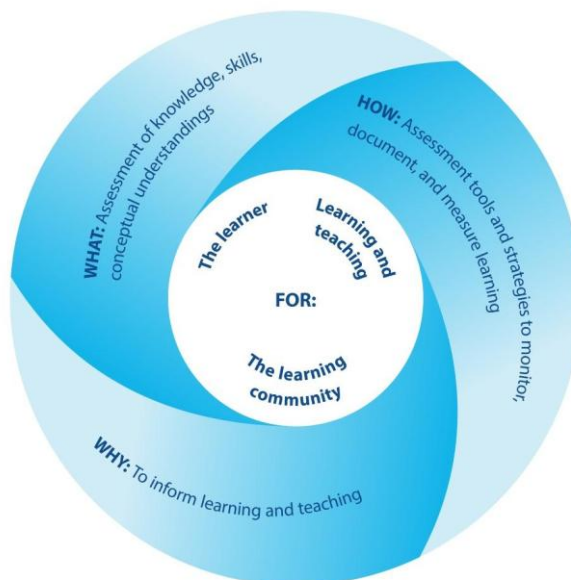 WHAT: Assessment of knowledge, skills,
conceptual understandings
HOW: Assessment tools and strategies to monitor,
document, and measure learning
The learner
Learning and
teaching
FOR:
The learning
community
WHY: To inform learning and teaching